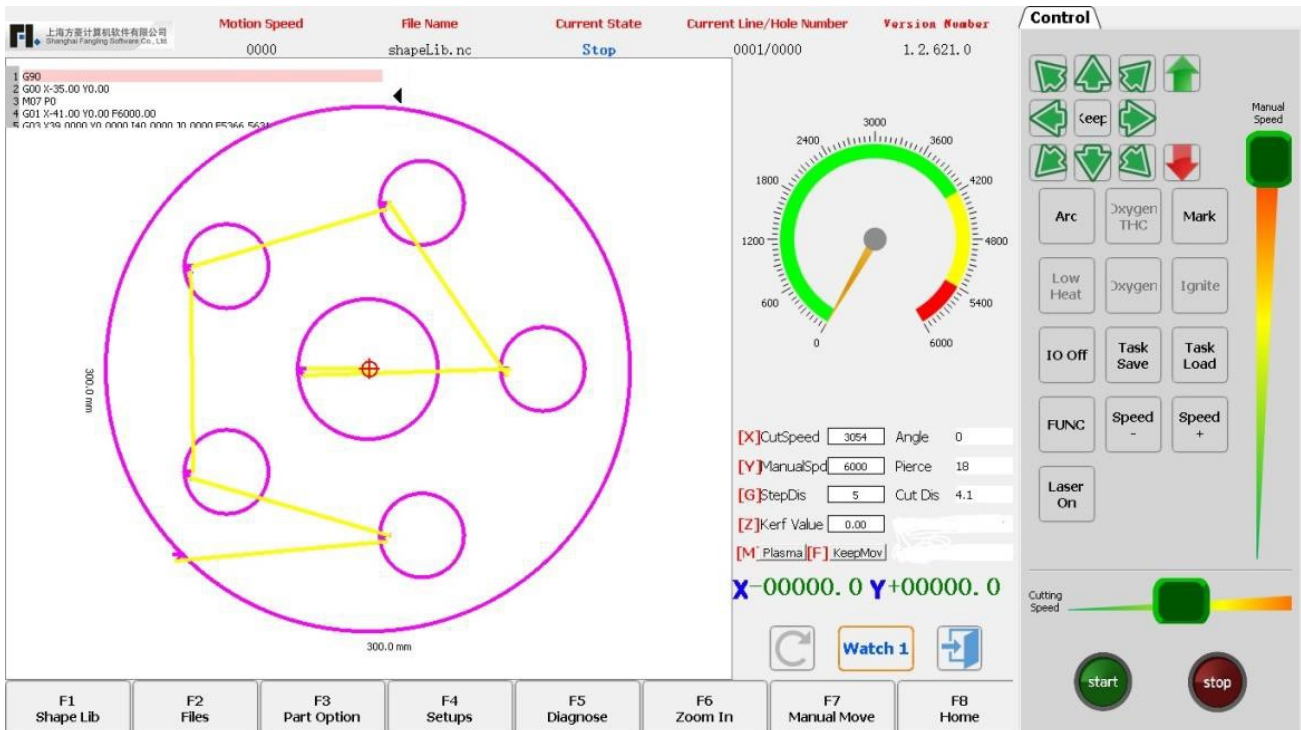 上海方菱计算机软件有限公司
Shanghai Fangling Software Co., Ltd
Motion Speed
0000
File Name
shapeLib.nc
Current State
Stop
Current Line/Hole Number
0001/0000
Version Number
1.2.621.0
1 G90
2 G00 X-35.00 Y0.00
3 M07 P0
4 G01 X-41.00 Y0.00 F6000.00
300.0 mm
300.0 mm
0
600
1200
1800
2400
3000
3600
4200
4800
5400
6000
[X]CutSpeed 3054 Angle 0
[Y]ManualSpd 6000 Pierce 18
[G]StepDis 5 Cut Dis 4.1
[Z]Kerf Value 0.00
[M] Plasma [F] KeepMov
X-00000.0 Y+00000.0
Watch 1
F1
Shape Lib
F2
Files
F3
Part Option
F4
Setups
F5
Diagnose
F6
Zoom In
F7
Manual Move
F8
Home
Control
Manual
Speed
Arc
THC
Mark
Low
Heat
Ignite
IO Off
Task
Save
Task
Load
FUNC
Speed
-
Speed
+
Laser
On
Cutting
Speed
start
stop